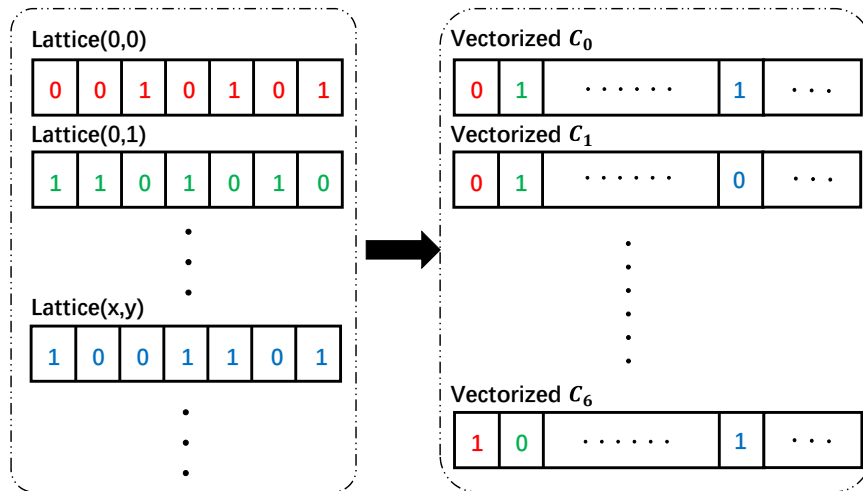 Lattice(0,0)
0 0 1 0 1 0 1
Lattice(0,1)
1 1 0 1 0 1 0
Lattice(x,y)
1 0 0 1 1 0 1
Vectorized C₀
0 1 ······ 1 ···
Vectorized C₁
0 1 ······ 0 ···
Vectorized C₆
1 0 ······ 1 ···